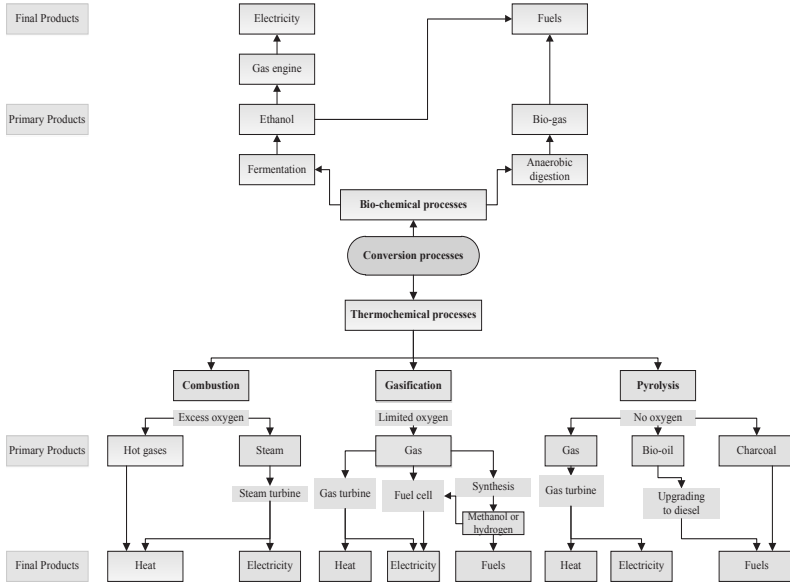 Final Products
Electricity
Fuels
Gas engine
Primary Products
Ethanol
Bio-gas
Fermentation
Anaerobic
digestion
Bio-chemical processes
Conversion processes
Thermochemical processes
Combustion
Gasification
Pyrolysis
Excess oxygen
Limited oxygen
No oxygen
Primary Products
Hot gases
Steam
Gas
Gas
Bio-oil
Charcoal
Steam turbine
Gas turbine
Fuel cell
Synthesis
Gas turbine
Upgrading
to diesel
Methanol or
hydrogen
Final Products
Heat
Electricity
Heat
Electricity
Fuels
Heat
Electricity
Fuels